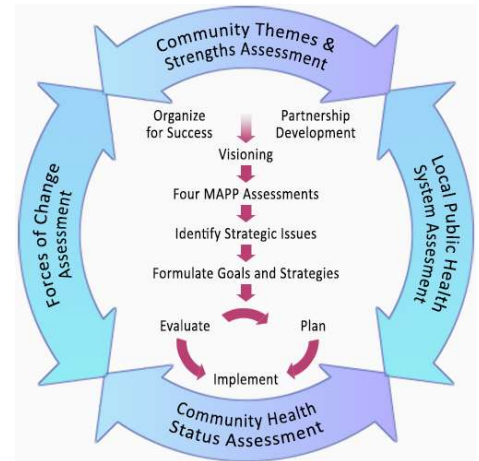 Community Themes &
Strengths Assessment
Organize
for Success
Partnership
Development
Visioning
Four MAPP Assessments
Identify Strategic Issues
Formulate Goals and Strategies
Evaluate
Plan
Implement
Forces of Change
Assessment
Local Public Health
System Assesment
Community Health
Status Assessment